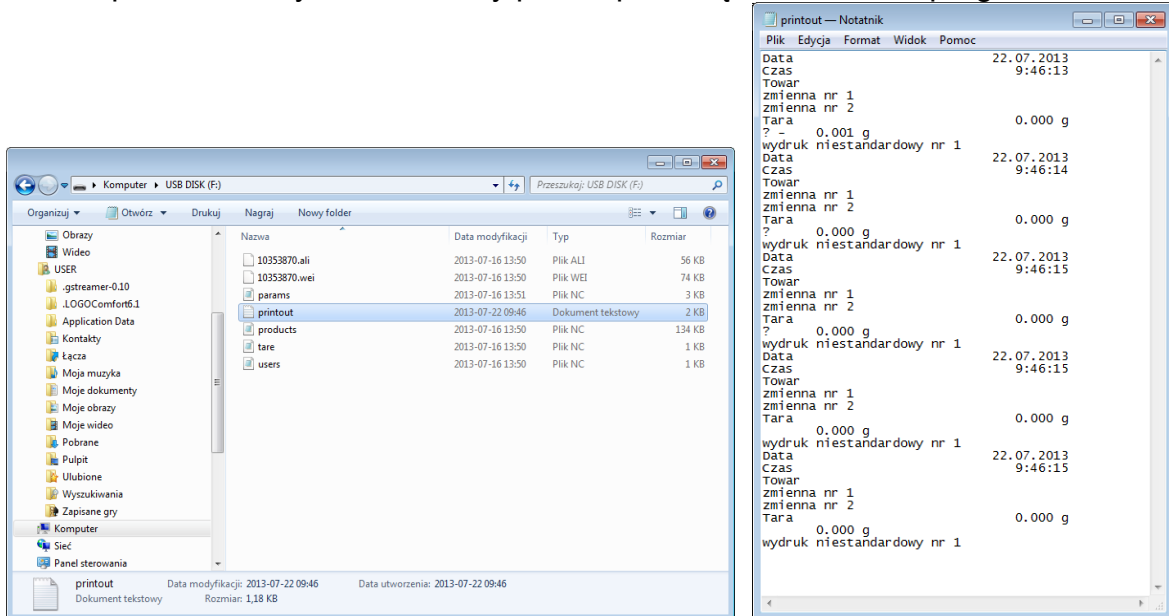 Komputer ▸ USB DISK (F:)
Przeszukaj: USB DISK (F:)
Organizuj
Otwórz
Drukuj
Nagraj
Nowy folder
Obrazy
Wideo
USER
.gstreamer-0.10
.LOGOComfort6.1
Application Data
Kontakty
Łącza
Moja muzyka
Moje dokumenty
Moje obrazy
Moje wideo
Pobrane
Pulpit
Ulubione
Wyszukiwania
Zapisane gry
Komputer
Sieć
Panel sterowania
Nazwa Data modyfikacji Typ Rozmiar
10353870.ali 2013-07-16 13:50 Plik ALI 56 KB
10353870.wei 2013-07-16 13:50 Plik WEI 74 KB
params 2013-07-16 13:51 Plik NC 3 KB
printout 2013-07-22 09:46 Dokument tekstowy 2 KB
products 2013-07-16 13:50 Plik NC 134 KB
tare 2013-07-16 13:50 Plik NC 1 KB
users 2013-07-16 13:50 Plik NC 1 KB
printout Data modyfikacji: 2013-07-22 09:46 Data utworzenia: 2013-07-22 09:46
Dokument tekstowy Rozmiar: 1,18 KB
printout — Notatnik
Plik Edycja Format Widok Pomoc
Data 22.07.2013
Czas 9:46:13
Towar
zmienna nr 1
zmienna nr 2
Tara 0.000 g
? - 0.001 g
wydruk niestandardowy nr 1
Data 22.07.2013
Czas 9:46:14
Towar
zmienna nr 1
zmienna nr 2
Tara 0.000 g
? 0.000 g
wydruk niestandardowy nr 1
Data 22.07.2013
Czas 9:46:15
Towar
zmienna nr 1
zmienna nr 2
Tara 0.000 g
? 0.000 g
wydruk niestandardowy nr 1
Data 22.07.2013
Czas 9:46:15
Towar
zmienna nr 1
zmienna nr 2
Tara 0.000 g
0.000 g
wydruk niestandardowy nr 1
Data 22.07.2013
Czas 9:46:15
Towar
zmienna nr 1
zmienna nr 2
Tara 0.000 g
0.000 g
wydruk niestandardowy nr 1